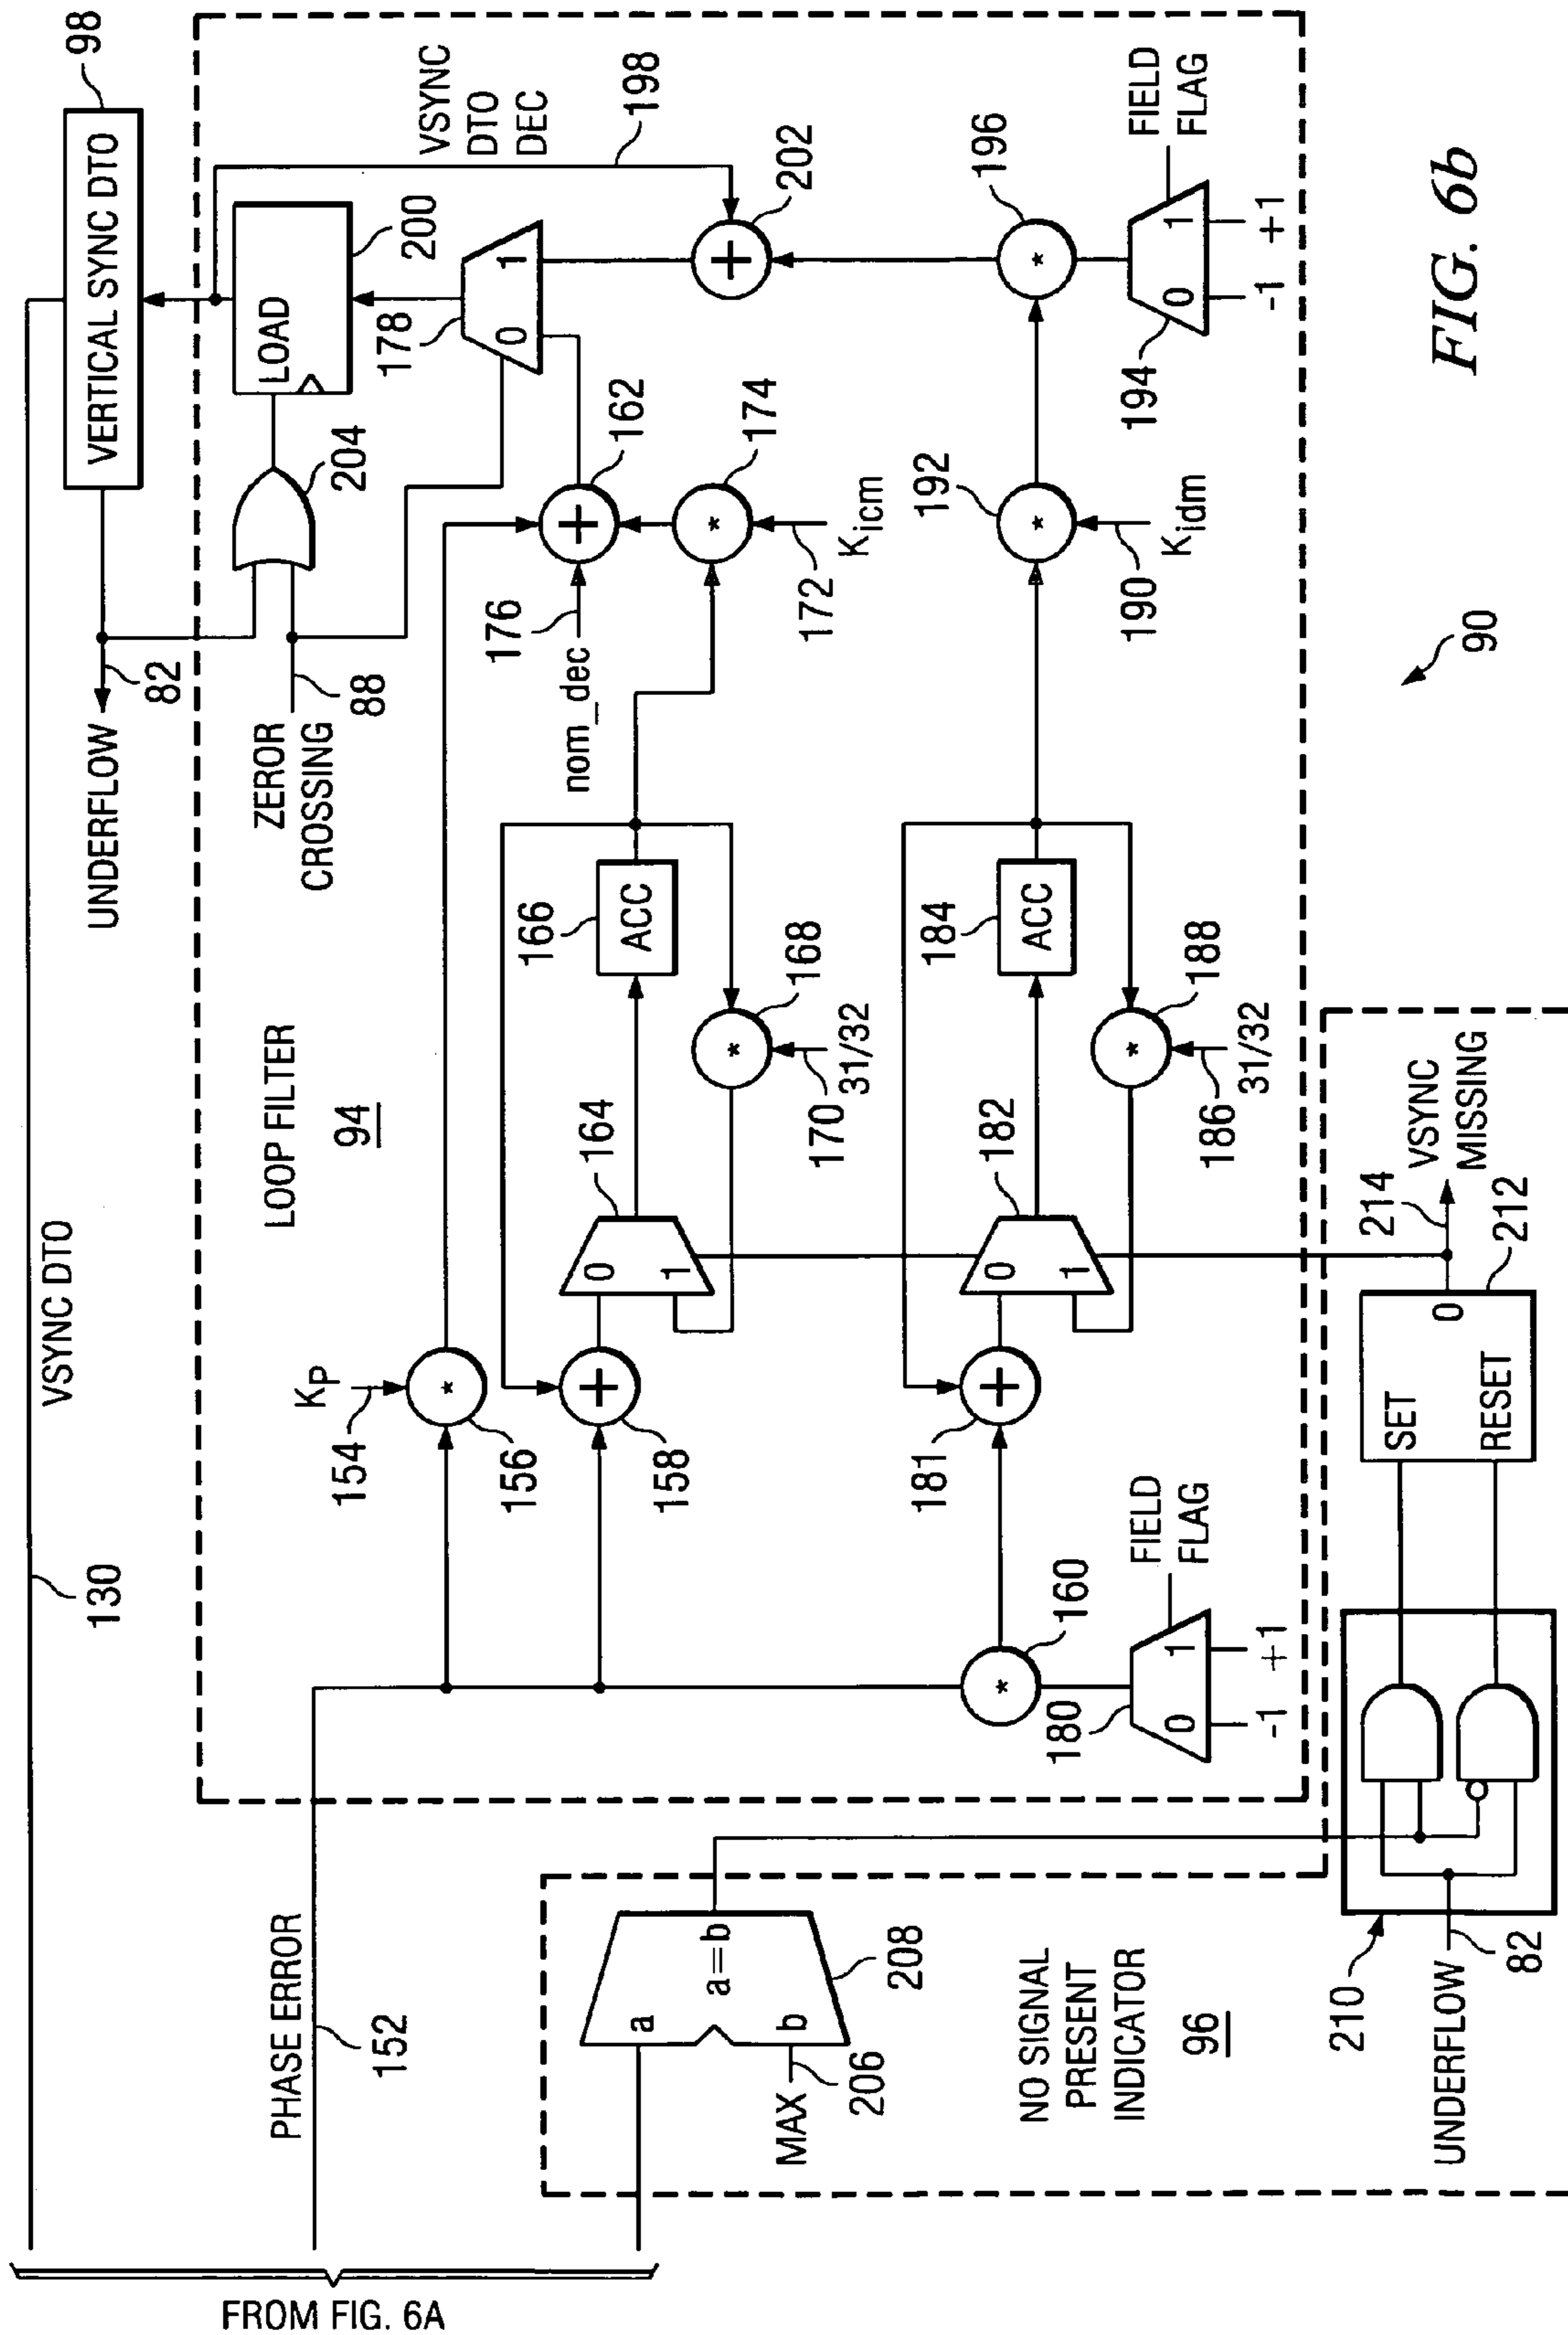 FROM FIG. 6A
VSYNC DTO
130
VERTICAL SYNC DTO
98
UNDERFLOW
82
PHASE ERROR
152
LOOP FILTER
94
ZEROR
CROSSING
88
204
LOAD
200
VSYNC
DTO
DEC
198
KP
154
*
156
178
0
1
+
158
0
1
164
ACC
166
*
168
170
31/32
nom_dec
176
+
162
*
174
172
Kicm
+
202
*
160
180
0
1
-1
+1
FIELD
FLAG
+
181
0
1
182
ACC
184
*
188
186
31/32
*
192
190
Kidm
*
196
194
0
1
-1
+1
FIELD
FLAG
a
b
a=b
208
MAX
206
NO SIGNAL
PRESENT
INDICATOR
96
210
UNDERFLOW
82
SET
RESET
0
212
214
VSYNC
MISSING
90
FIG. 6b